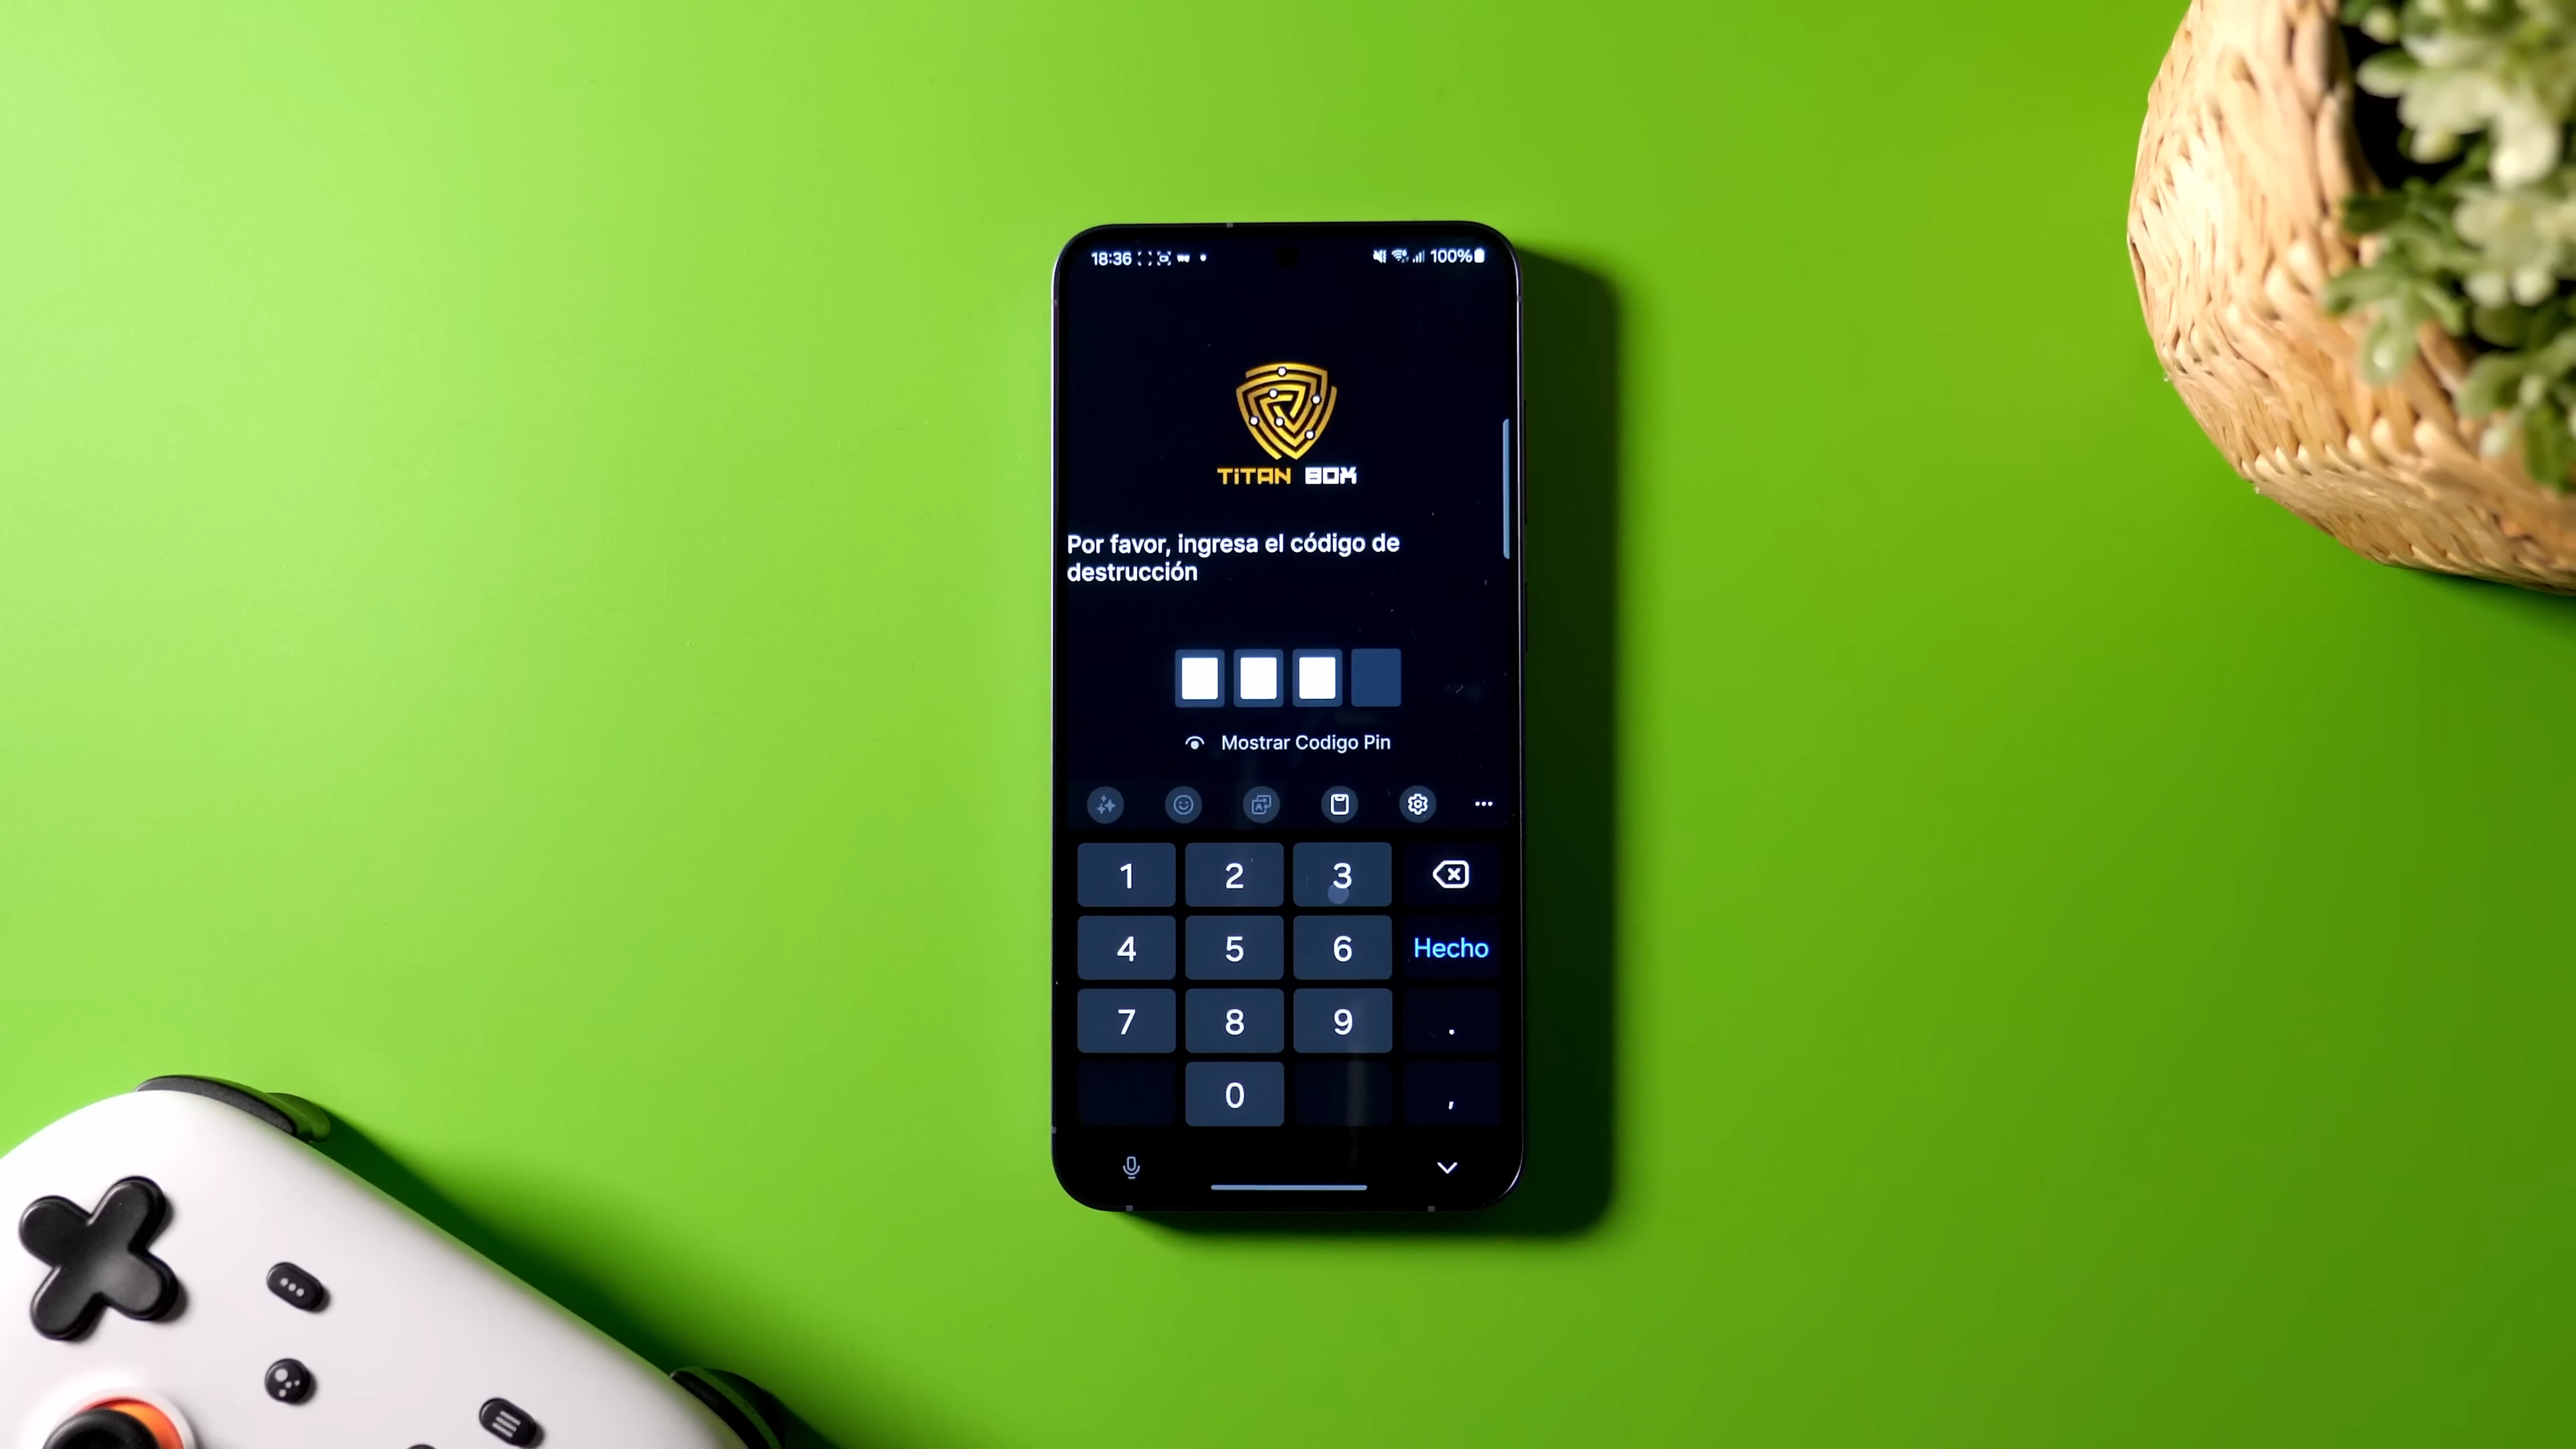 18:36
100%
TiTAN BOX
Por favor, ingresa el código de
destrucción
Mostrar Codigo Pin
1 2 3
4 5 6 Hecho
7 8 9 .
0 ,